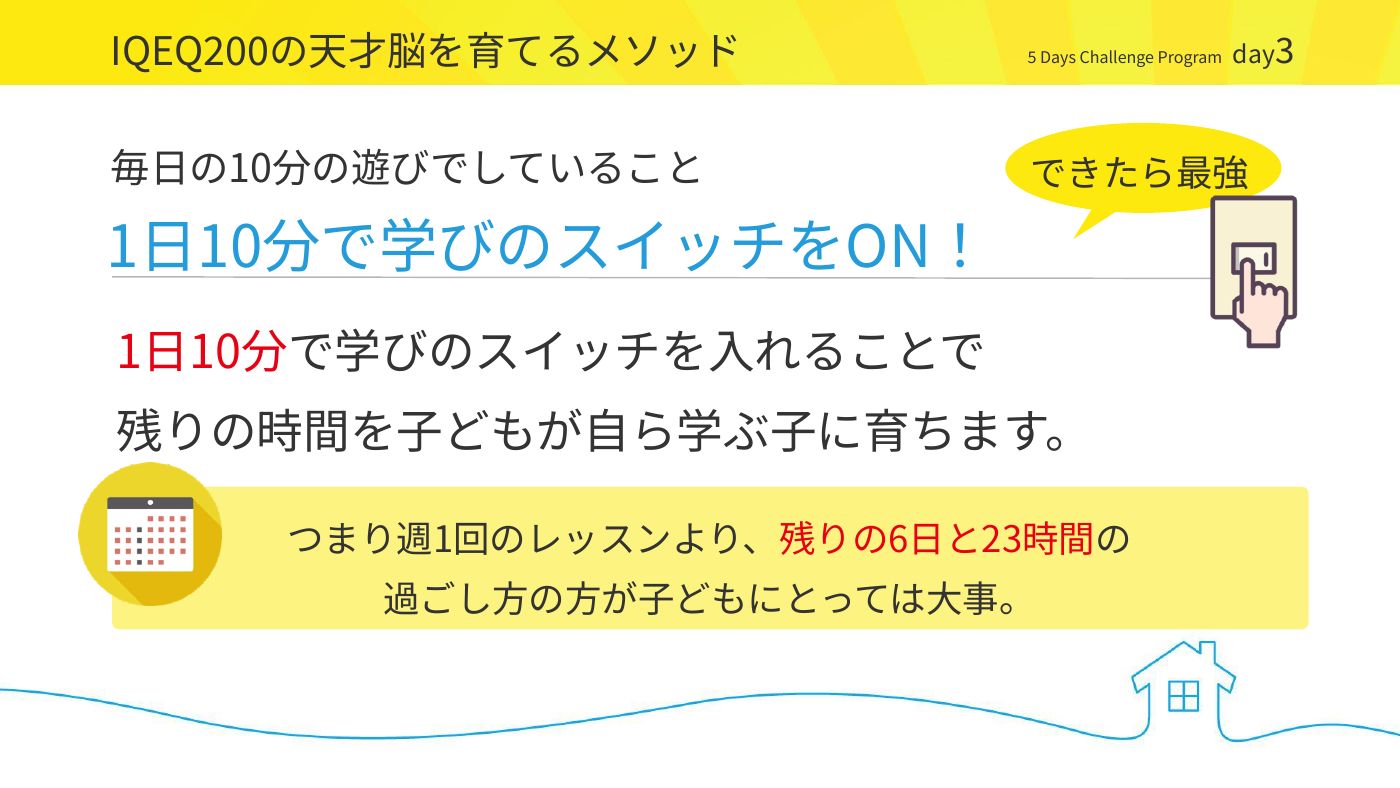 IQEQ200の天才脳を育てるメソッド
5 Days Challenge Program day3
毎日の10分の遊びでしていること
できたら最強
1日10分で学びのスイッチをON！
1日10分で学びのスイッチを入れることで
残りの時間を子どもが自ら学ぶ子に育ちます。
つまり週1回のレッスンより、残りの6日と23時間の
過ごし方の方が子どもにとっては大事。